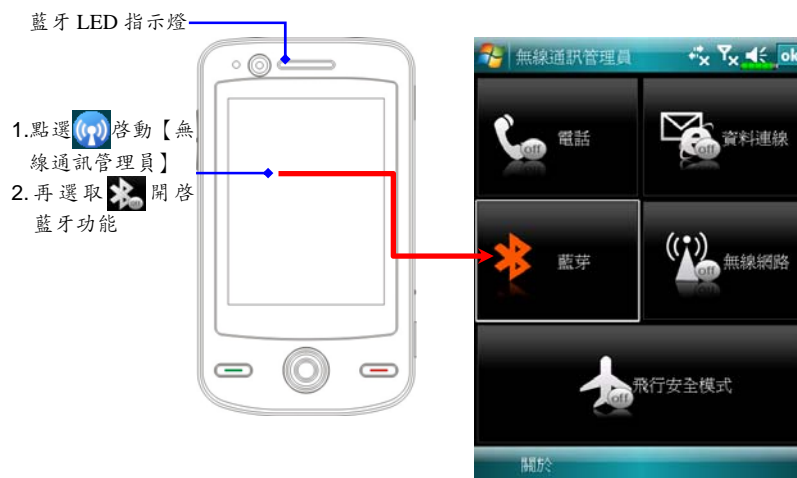 藍牙 LED 指示燈
1.點選啓動【無
線通訊管理員】
2.再選取開啓
藍牙功能
無線通訊管理員 ok
電話 off
資料連線 off
藍芽
無線網路 off
飛行安全模式 off
關於